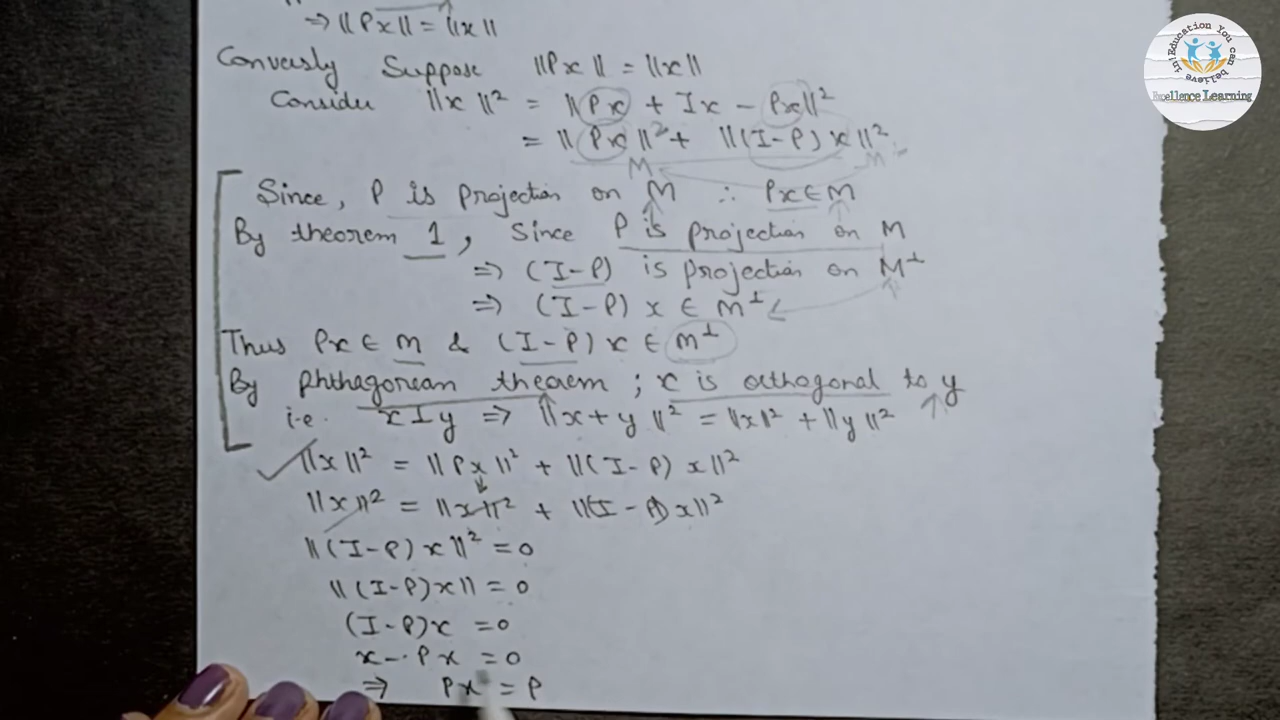 ⇒ ||Px|| = ||x||
Conversly Suppose ||Px|| = ||x||
Consider ||x||² = ||Px + Ix − Px||²
= ||Px||² + ||(I−P)x||²
M M
Since, P is projection on M ∴ Px ∈ M
By theorem 1, Since P is projection on M
⇒ (I−P) is projection on M⊥
⇒ (I−P) x ∈ M⊥
Thus Px ∈ M & (I−P) x ∈ M⊥
By phthagorean theorem ; x is orthogonal to y
i.e. x⊥y ⇒ ||x+y||² = ||x||² + ||y||²
||x||² = ||Px||² + ||(I−P) x||²
||x||² = ||x||² + ||(I−P)x||²
||(I−P)x||² = 0
||(I−P)x|| = 0
(I−P)x = 0
x − Px = 0
⇒ Px = P
Education You can believe in!
Excellence Learning